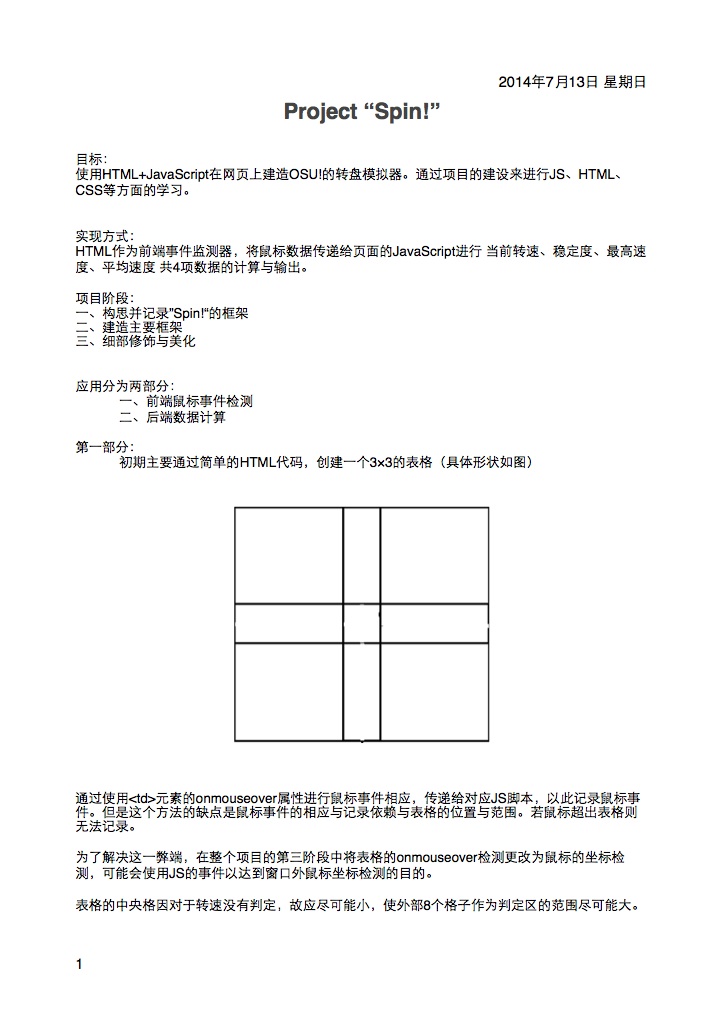 2014年7月13日 星期日
Project “Spin!”
目标：
使用HTML+JavaScript在网页上建造OSU!的转盘模拟器。通过项目的建设来进行JS、HTML、
CSS等方面的学习。
实现方式：
HTML作为前端事件监测器，将鼠标数据传递给页面的JavaScript进行 当前转速、稳定度、最高速
度、平均速度 共4项数据的计算与输出。
项目阶段：
一、构思并记录”Spin!“的框架
二、建造主要框架
三、细部修饰与美化
应用分为两部分：
一、前端鼠标事件检测
二、后端数据计算
第一部分：
初期主要通过简单的HTML代码，创建一个3×3的表格（具体形状如图）
通过使用<td>元素的onmouseover属性进行鼠标事件相应，传递给对应JS脚本，以此记录鼠标事
件。但是这个方法的缺点是鼠标事件的相应与记录依赖与表格的位置与范围。若鼠标超出表格则
无法记录。
为了解决这一弊端，在整个项目的第三阶段中将表格的onmouseover检测更改为鼠标的坐标检
测，可能会使用JS的事件以达到窗口外鼠标坐标检测的目的。
表格的中央格因对于转速没有判定，故应尽可能小，使外部8个格子作为判定区的范围尽可能大。
1